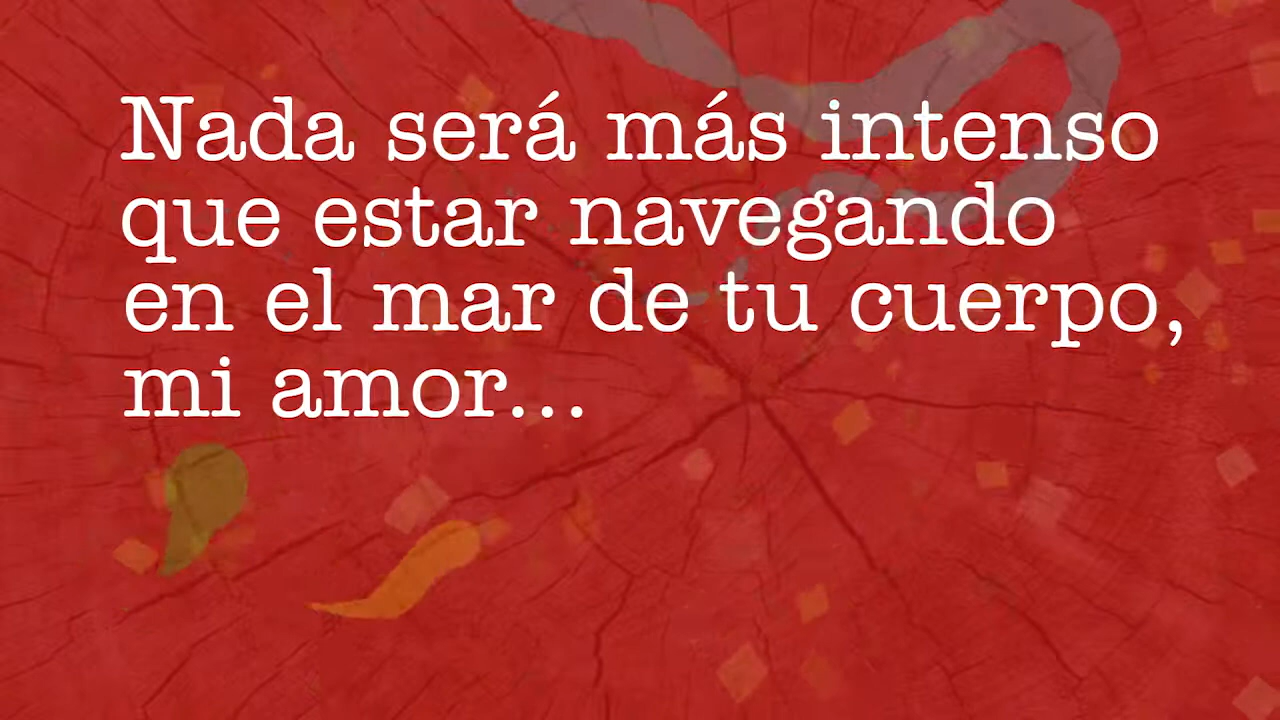 Nada será más intenso
que estar navegando
en el mar de tu cuerpo,
mi amor...